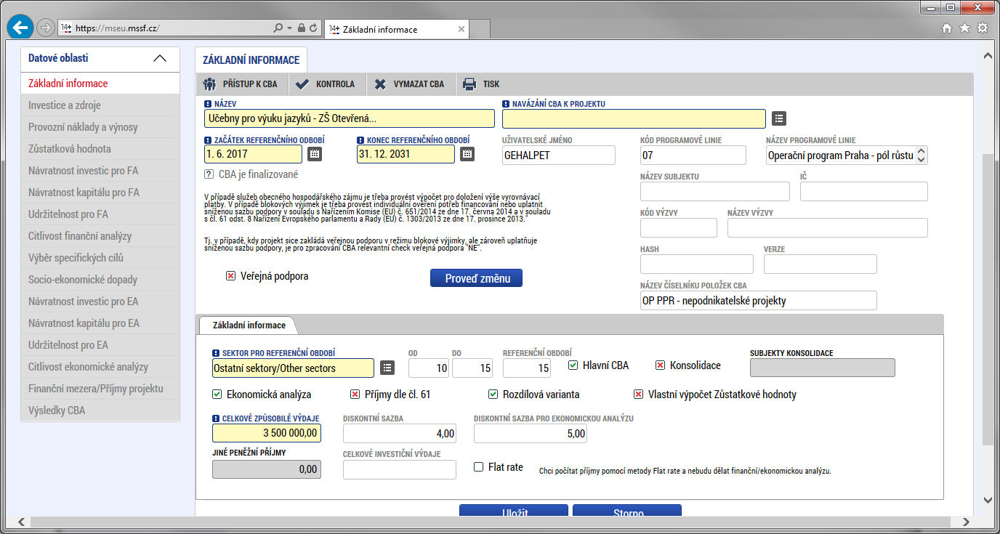 https://mseu.mssf.cz/
Základní informace
Datové oblasti
Základní informace
Investice a zdroje
Provozní náklady a výnosy
Zůstatková hodnota
Návratnost investic pro FA
Návratnost kapitálu pro FA
Udržitelnost pro FA
Citlivost finanční analýzy
Výběr specifických cílů
Socio-ekonomické dopady
Návratnost investic pro EA
Návratnost kapitálu pro EA
Udržitelnost pro EA
Citlivost ekonomické analýzy
Finanční mezera/Příjmy projektu
Výsledky CBA
ZÁKLADNÍ INFORMACE
PŘÍSTUP K CBA KONTROLA VYMAZAT CBA TISK
NÁZEV NAVÁZÁNÍ CBA K PROJEKTU
Učebny pro výuku jazyků - ZŠ Otevřená...
ZAČÁTEK REFERENČNÍHO OBDOBÍ KONEC REFERENČNÍHO OBDOBÍ UŽIVATELSKÉ JMÉNO KÓD PROGRAMOVÉ LINIE NÁZEV PROGRAMOVÉ LINIE
1. 6. 2017 31. 12. 2031 GEHALPET 07 Operační program Praha - pól růstu
CBA je finalizované
NÁZEV SUBJEKTU IČ
V případě služeb obecného hospodářského zájmu je třeba provést výpočet pro doložení výše vyrovnávací
platby. V případě blokových výjimek je třeba provést individuální ověření potřeb financování nebo uplatnit
sníženou sazbu podpory v souladu s Nařízením Komise (EU) č. 651/2014 ze dne 17. června 2014 a v souladu
s čl. 61 odst. 8 Nařízení Evropského parlamentu a Rady (EU) č. 1303/2013 ze dne 17. prosince 2013."
KÓD VÝZVY NÁZEV VÝZVY
Tj. v případě, kdy projekt sice zakládá veřejnou podporu v režimu blokové výjimky, ale zároveň uplatňuje
sníženou sazbu podpory, je pro zpracování CBA relevantní check veřejná podpora "NE".
HASH VERZE
Veřejná podpora Proveď změnu
NÁZEV ČÍSELNÍKU POLOŽEK CBA
OP PPR - nepodnikatelské projekty
Základní informace
SEKTOR PRO REFERENČNÍ OBDOBÍ OD DO REFERENČNÍ OBDOBÍ SUBJEKTY KONSOLIDACE
Ostatní sektory/Other sectors 10 15 15 Hlavní CBA Konsolidace
Ekonomická analýza Příjmy dle čl. 61 Rozdílová varianta Vlastní výpočet Zůstatkové hodnoty
CELKOVÉ ZPŮSOBILÉ VÝDAJE DISKONTNÍ SAZBA DISKONTNÍ SAZBA PRO EKONOMICKOU ANALÝZU
3 500 000,00 4,00 5,00
JINÉ PENĚŽNÍ PŘÍJMY CELKOVÉ INVESTIČNÍ VÝDAJE
0,00 Flat rate Chci počítat příjmy pomocí metody Flat rate a nebudu dělat finanční/ekonomickou analýzu.
Uložit Storno